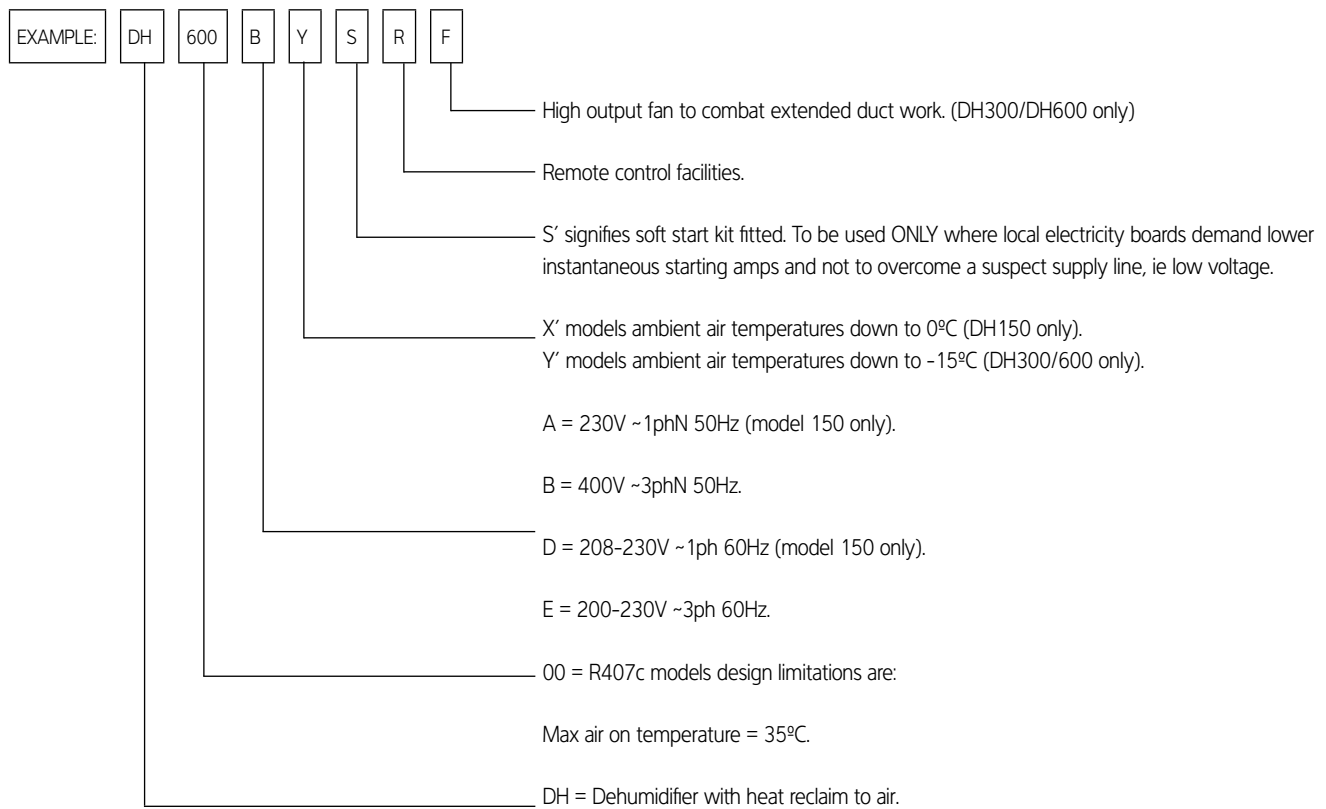 EXAMPLE: DH 600 B Y S R F
High output fan to combat extended duct work. (DH300/DH600 only)
Remote control facilities.
S’ signifies soft start kit fitted. To be used ONLY where local electricity boards demand lower
instantaneous starting amps and not to overcome a suspect supply line, ie low voltage.
X’ models ambient air temperatures down to 0ºC (DH150 only).
Y’ models ambient air temperatures down to -15ºC (DH300/600 only).
A = 230V ~1phN 50Hz (model 150 only).
B = 400V ~3phN 50Hz.
D = 208-230V ~1ph 60Hz (model 150 only).
E = 200-230V ~3ph 60Hz.
00 = R407c models design limitations are:
Max air on temperature = 35ºC.
DH = Dehumidifier with heat reclaim to air.